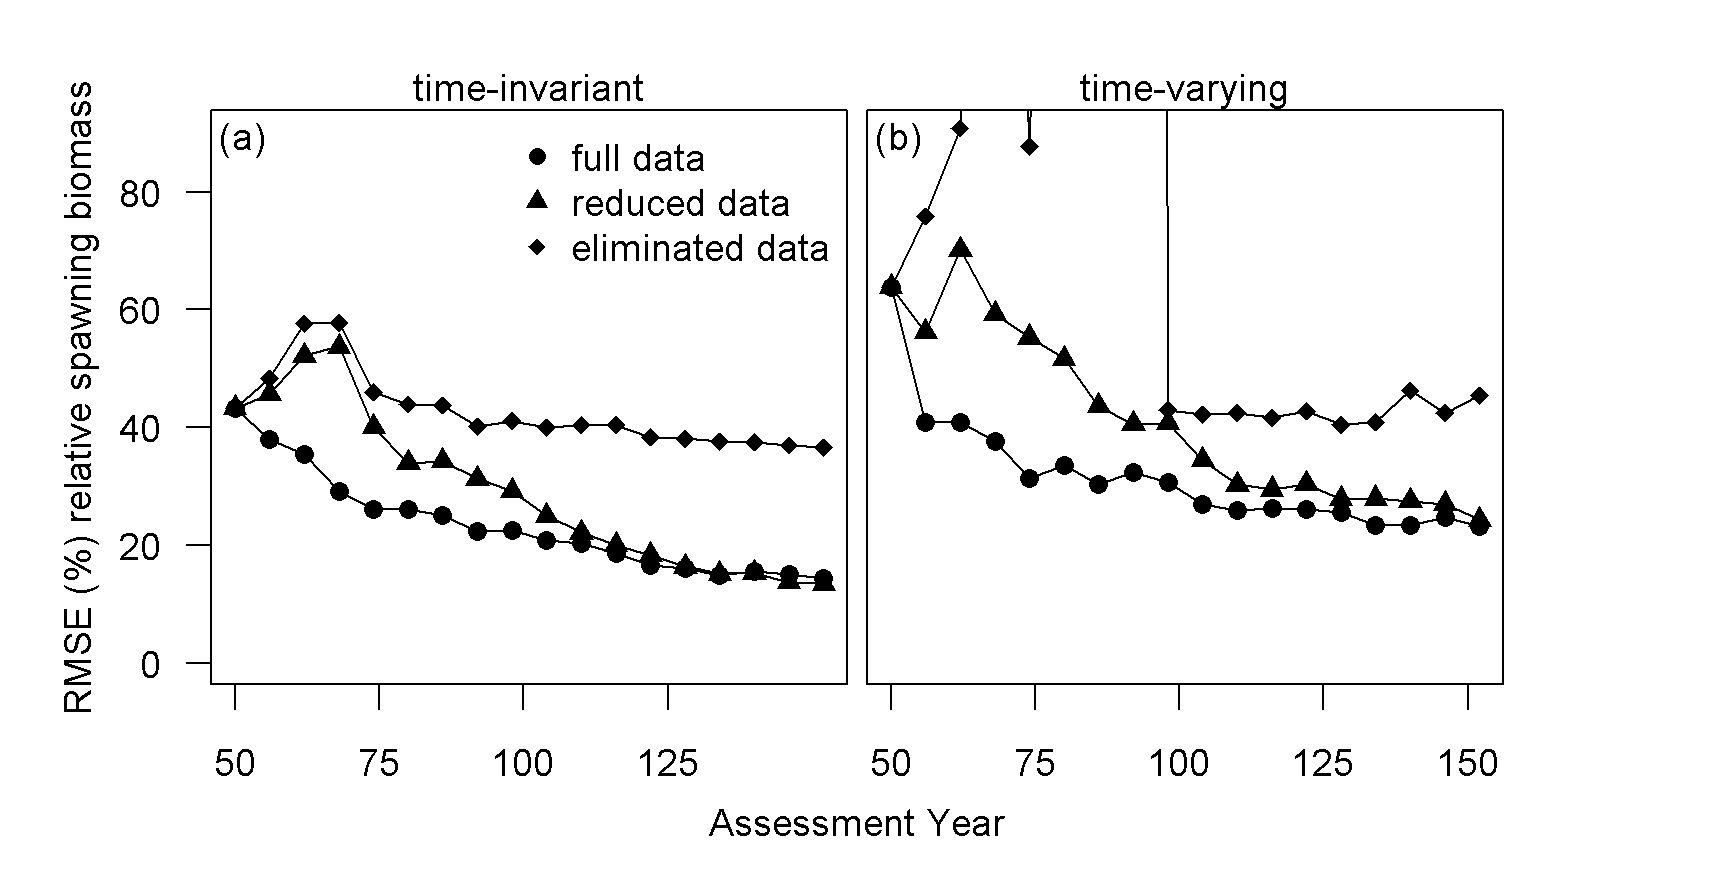 time-invariant
time-varying
(a)
(b)
full data
reduced data
eliminated data
RMSE (%) relative spawning biomass
80
60
40
20
0
50 75 100 125
50 75 100 125 150
Assessment Year